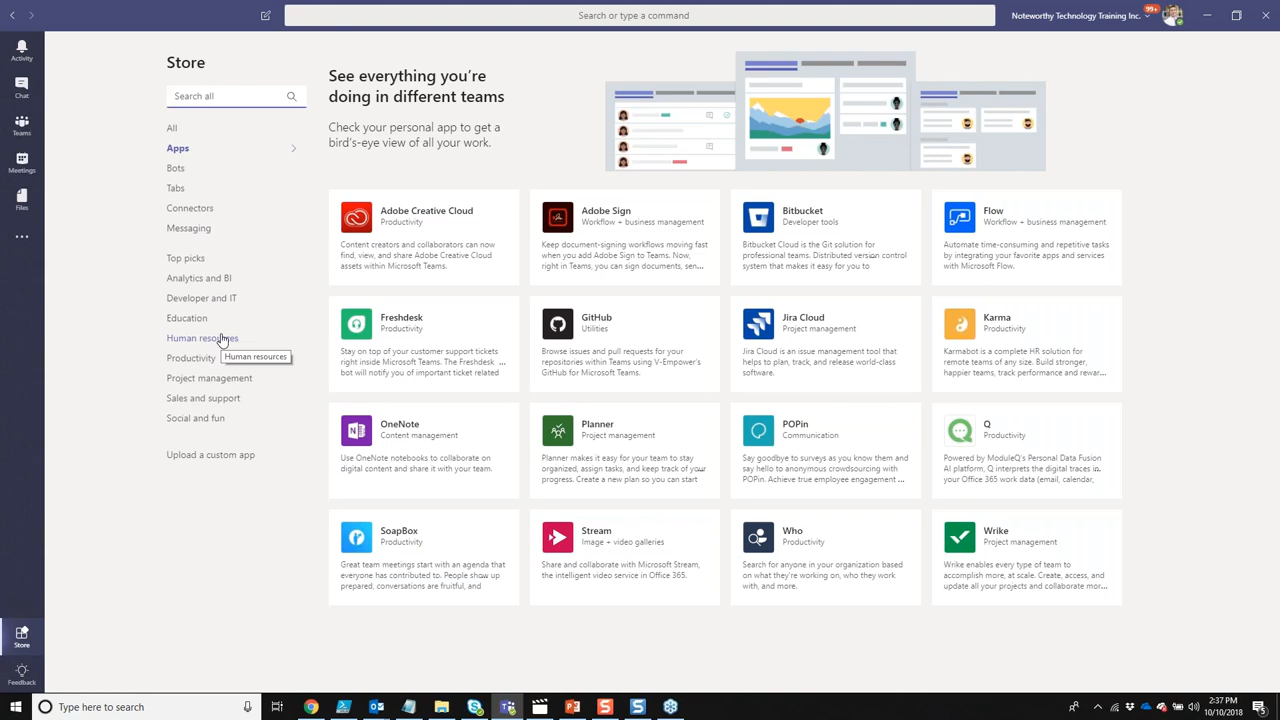 Search or type a command
Noteworthy Technology Training Inc.
99+
Activity
Chat
Teams
Meetings
Files
Store
Feedback
Store
Search all
All
Apps
Bots
Tabs
Connectors
Messaging
Top picks
Analytics and BI
Developer and IT
Education
Human resources
Human resources
Productivity
Project management
Sales and support
Social and fun
Upload a custom app
See everything you're
doing in different teams
Check your personal app to get a
bird's-eye view of all your work.
Adobe Creative Cloud
Productivity
Content creators and collaborators can now
find, view, and share Adobe Creative Cloud
assets within Microsoft Teams.
Adobe Sign
Workflow + business management
Keep document-signing workflows moving fast
when you add Adobe Sign to Teams. Now,
right in Teams, you can sign documents, sen...
Bitbucket
Developer tools
Bitbucket Cloud is the Git solution for
professional teams. Distributed version control
system that makes it easy for you to
Flow
Workflow + business management
Automate time-consuming and repetitive tasks
by integrating your favorite apps and services
with Microsoft Flow.
Freshdesk
Productivity
Stay on top of your customer support tickets
right inside Microsoft Teams. The Freshdesk ...
bot will notify you of important ticket related
GitHub
Utilities
Browse issues and pull requests for your
repositories within Teams using V-Empower's
GitHub for Microsoft Teams.
Jira Cloud
Project management
Jira Cloud is an issue management tool that
helps to plan, track, and release world-class
software.
Karma
Productivity
Karmabot is a complete HR solution for
remote teams of any size. Build stronger,
happier teams, track performance and rewar...
OneNote
Content management
Use OneNote notebooks to collaborate on
digital content and share it with your team.
Planner
Project management
Planner makes it easy for your team to stay
organized, assign tasks, and keep track of your
progress. Create a new plan so you can start
POPin
Communication
Say goodbye to surveys as you know them and
say hello to anonymous crowdsourcing with
POPin. Achieve true employee engagement ...
Q
Productivity
Powered by ModuleQ's Personal Data Fusion
AI platform, Q interprets the digital traces in...
your Office 365 work data (email, calendar,
SoapBox
Productivity
Great team meetings start with an agenda that
everyone has contributed to. People show up
prepared, conversations are fruitful, and
Stream
Image + video galleries
Share and collaborate with Microsoft Stream,
the intelligent video service in Office 365.
Who
Productivity
Search for anyone in your organization based
on what they're working on, who they work
with, and more.
Wrike
Project management
Wrike enables every type of team to
accomplish more, at scale. Create, access, and
update all your projects and collaborate mor...
Type here to search
2:37 PM
10/10/2018